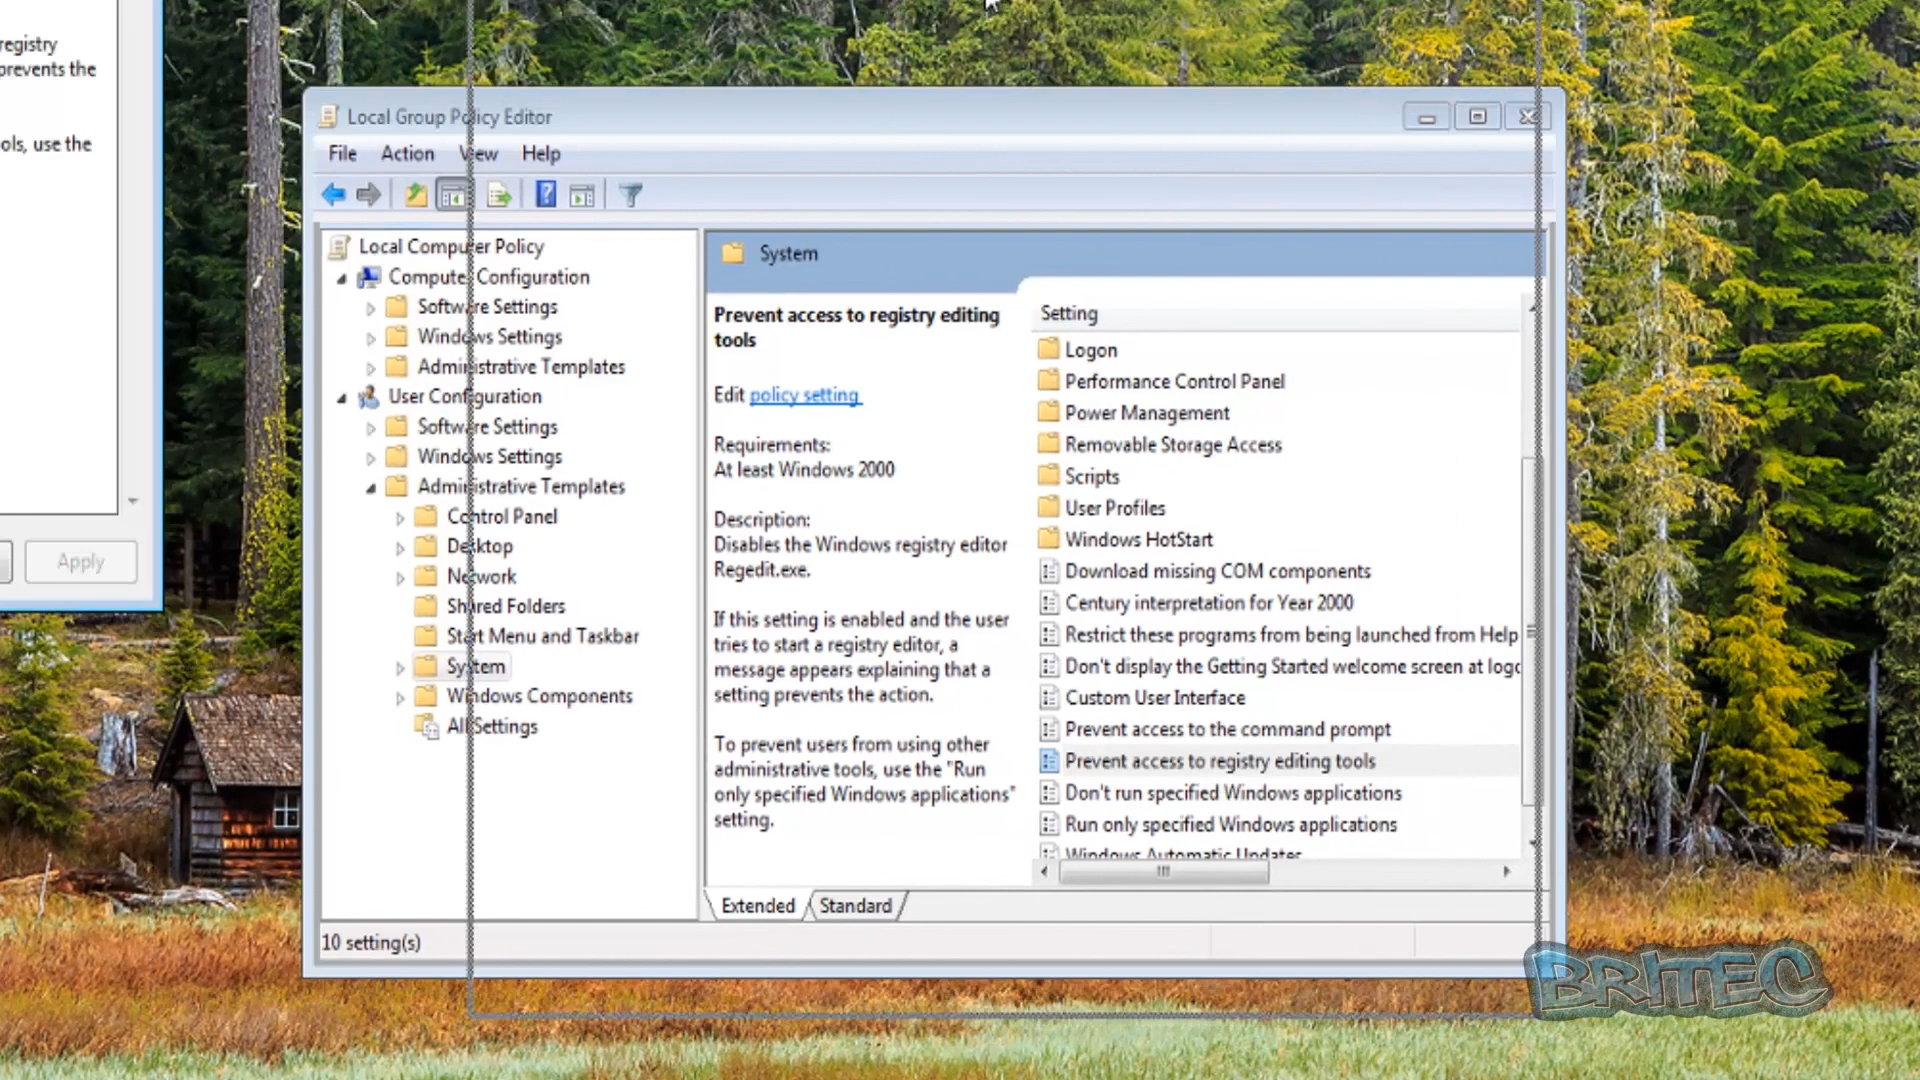 registry
prevents the
ols, use the
Apply
Local Group Policy Editor
File Action View Help
Local Computer Policy
Computer Configuration
Software Settings
Windows Settings
Administrative Templates
User Configuration
Software Settings
Windows Settings
Administrative Templates
Control Panel
Desktop
Network
Shared Folders
Start Menu and Taskbar
System
Windows Components
All Settings
System
Prevent access to registry editing
tools
Edit policy setting
Requirements:
At least Windows 2000
Description:
Disables the Windows registry editor
Regedit.exe.
If this setting is enabled and the user
tries to start a registry editor, a
message appears explaining that a
setting prevents the action.
To prevent users from using other
administrative tools, use the "Run
only specified Windows applications"
setting.
Setting
Logon
Performance Control Panel
Power Management
Removable Storage Access
Scripts
User Profiles
Windows HotStart
Download missing COM components
Century interpretation for Year 2000
Restrict these programs from being launched from Help
Don't display the Getting Started welcome screen at logo
Custom User Interface
Prevent access to the command prompt
Prevent access to registry editing tools
Don't run specified Windows applications
Run only specified Windows applications
Windows Automatic Updates
Extended Standard
10 setting(s)
BRITEC